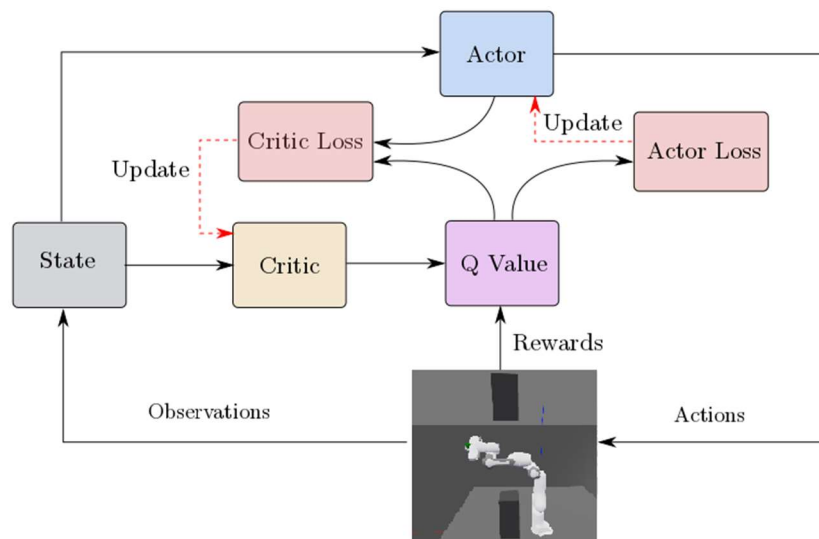 Actor
Critic Loss
Update
Actor Loss
Update
State
Critic
Q Value
Rewards
Observations
Actions